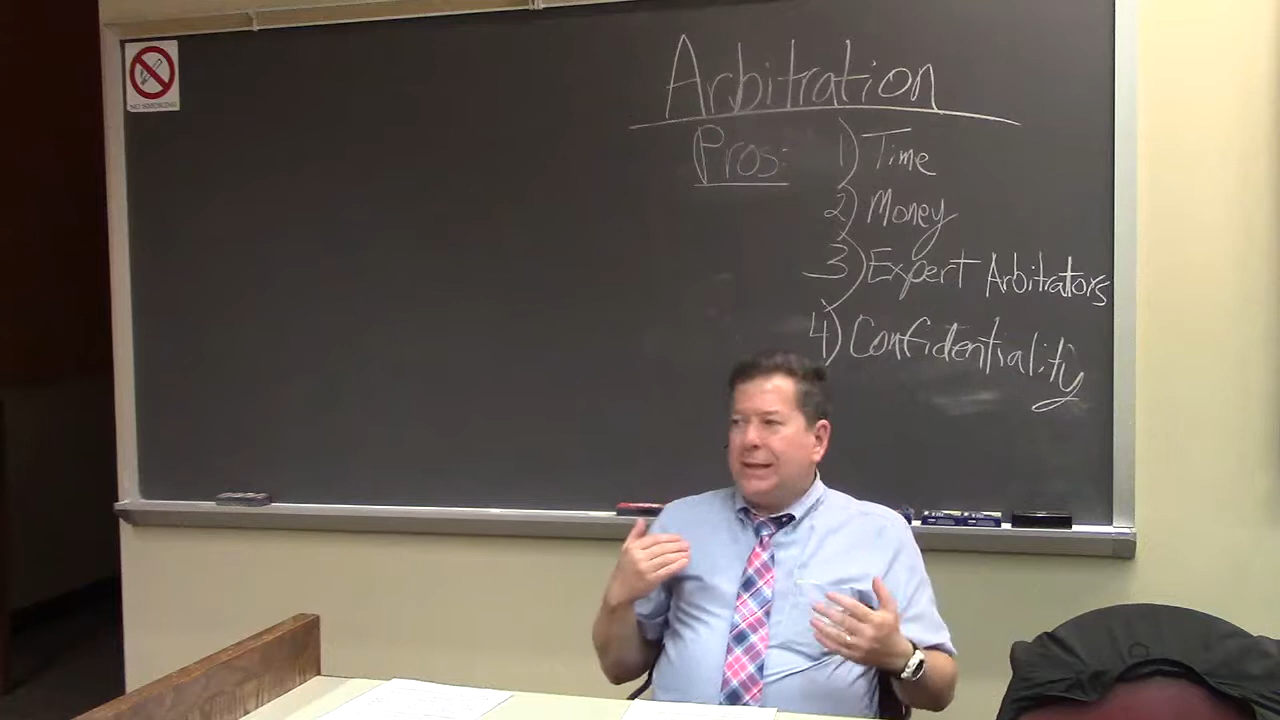 NO SMOKING
Arbitration
Pros: 1) Time
2) Money
3) Expert Arbitrators
4) Confidentiality